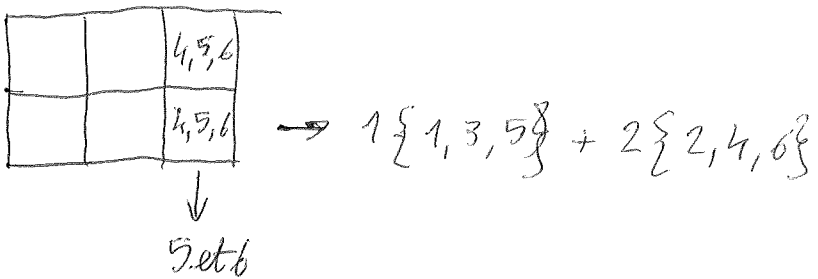 4,5,6
4,5,6 → 1{1,3,5} + 2{2,4,6}
5 et 6